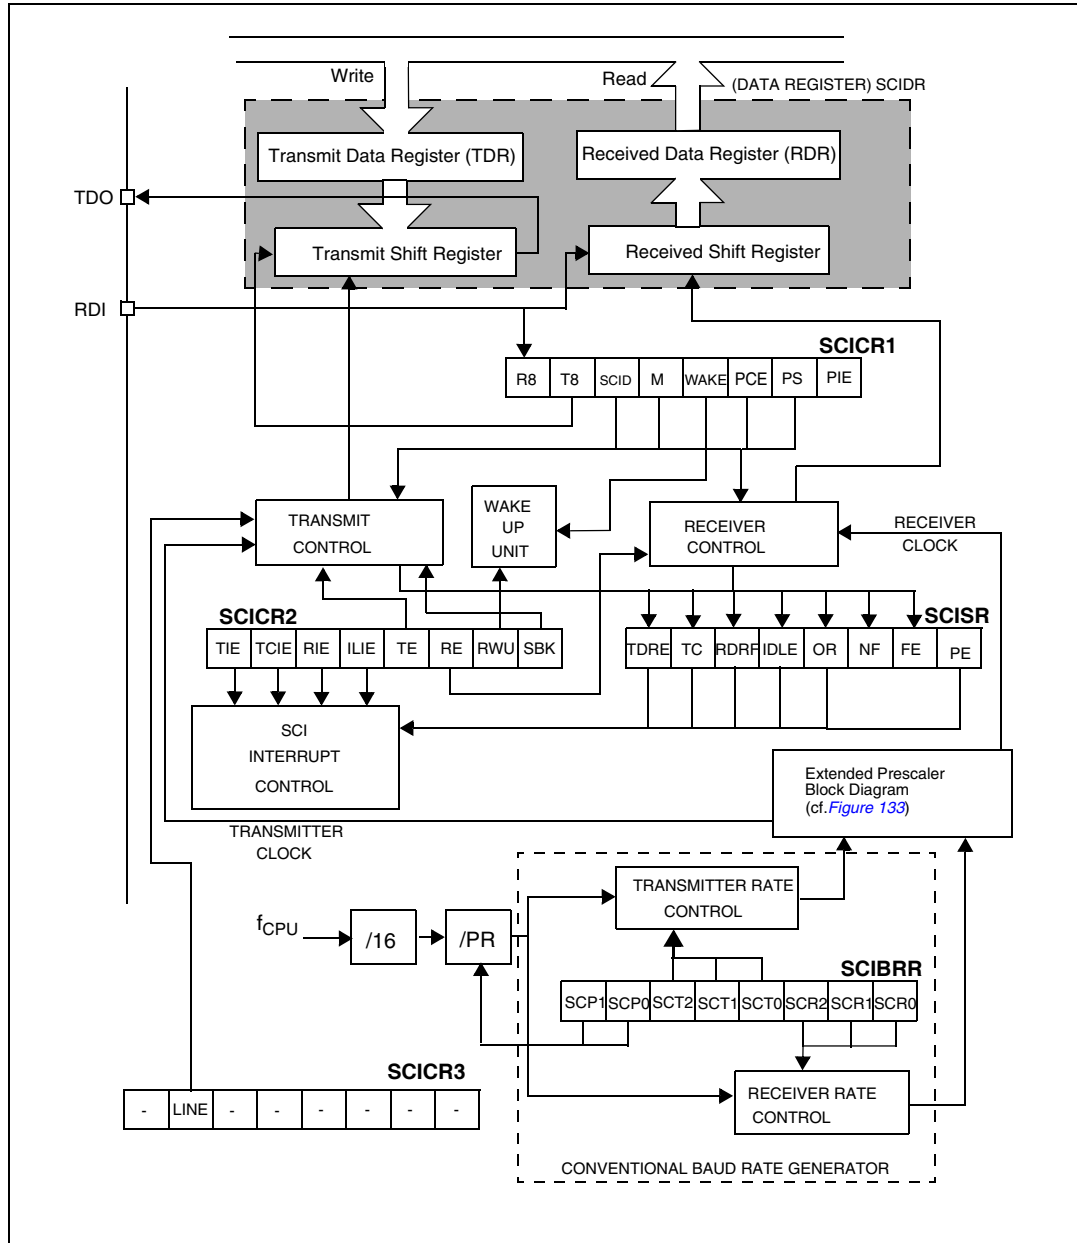 Write
Read
(DATA REGISTER) SCIDR
Transmit Data Register (TDR)
Received Data Register (RDR)
TDO
Transmit Shift Register
Received Shift Register
RDI
SCICR1
R8 T8 SCID M WAKE PCE PS PIE
TRANSMIT
CONTROL
WAKE
UP
UNIT
RECEIVER
CONTROL
RECEIVER
CLOCK
SCICR2
SCISR
TIE TCIE RIE ILIE TE RE RWU SBK
TDRE TC RDRF IDLE OR NF FE PE
SCI
INTERRUPT
CONTROL
Extended Prescaler
Block Diagram
(cf.Figure 133)
TRANSMITTER
CLOCK
TRANSMITTER RATE
CONTROL
fCPU
/16
/PR
SCIBRR
SCP1 SCP0 SCT2 SCT1 SCT0 SCR2 SCR1 SCR0
SCICR3
- LINE - - - - - -
RECEIVER RATE
CONTROL
CONVENTIONAL BAUD RATE GENERATOR